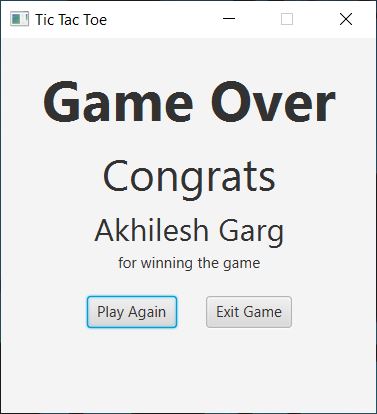 Tic Tac Toe
Game Over
Congrats
Akhilesh Garg
for winning the game
Play Again
Exit Game